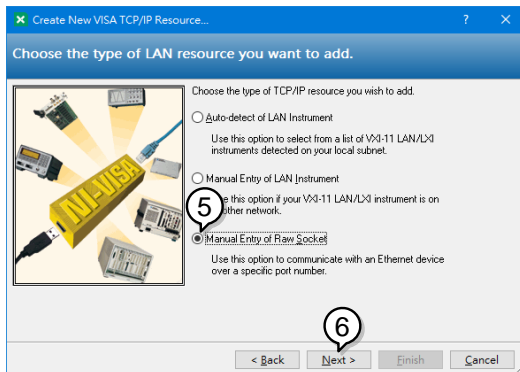 Create New VISA TCP/IP Resource...
?
Choose the type of LAN resource you want to add.
Choose the type of TCP/IP resource you wish to add.
Auto-detect of LAN Instrument
Use this option to select from a list of VXI-11 LAN/LXI
instruments detected on your local subnet.
Manual Entry of LAN Instrument
this option if your VXI-11 LAN/LXI instrument is on
network.
5
Manual Entry of Raw Socket
Use this option to communicate with an Ethernet device
over a specific port number.
NI-VISA
6
< Back
Next >
Finish
Cancel